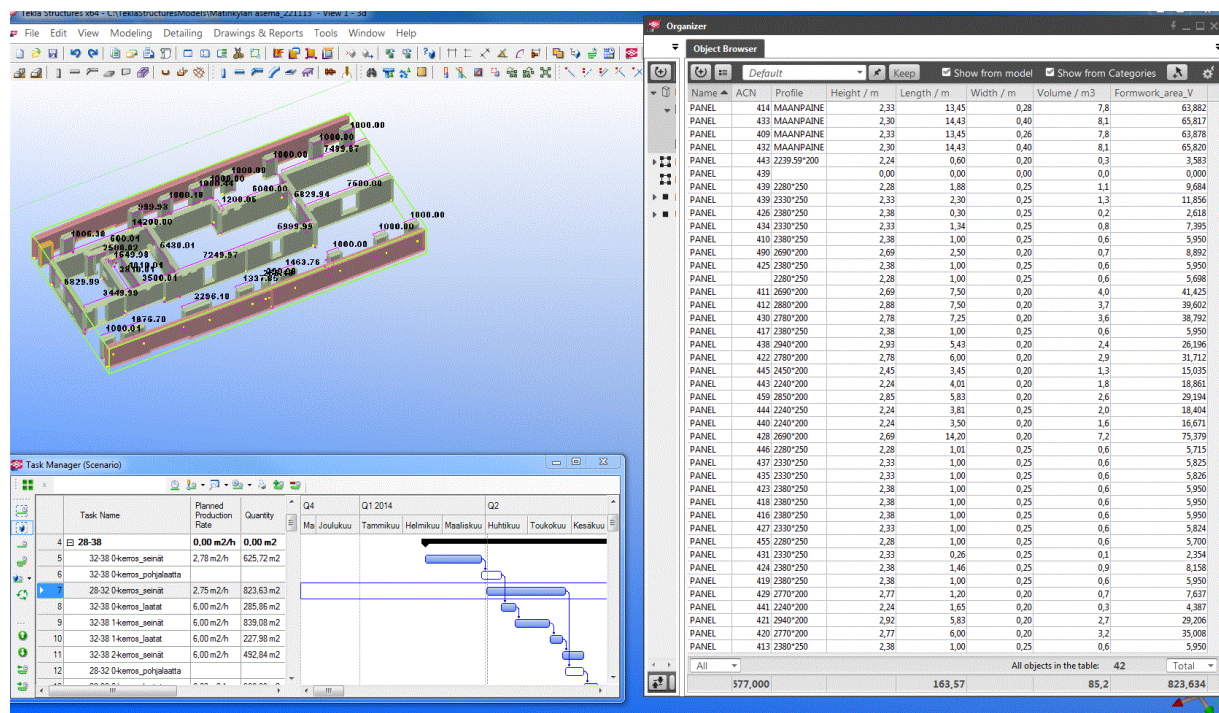 Tekla Structures x64 - C:\TeklaStructuresModels\Matinkylän asema_221113 - View 1 - 3d
File Edit View Modeling Detailing Drawings & Reports Tools Window Help
1000.00
1000.00
1000.00 7499.87
1000.00
6000.00 6829.94 7500.00
1000.18 1200.05
999.93
14200.00
1000.00
6999.99 1000.00
1006.38 600.01
6430.01
1000.00
1649.98
7249.97
1463.76
3500.01
6829.99
3449.99
2296.10
1876.70
1000.01
Task Manager (Scenario)
Task Name Planned Production Rate Quantity Q4 Q1 2014 Q2
Ma Joulukuu Tammikuu Helmikuu Maaliskuu Huhtikuu Toukokuu Kesäkuu
4 28-38 0,00 m2/h 0,00 m2
5 32-38 0-kerros_seinät 2,78 m2/h 625,72 m2
6 32-38 0-kerros_pohjalaatta
7 28-32 0-kerros_seinät 2,75 m2/h 823,63 m2
8 32-38 0-kerros_laatat 6,00 m2/h 285,86 m2
9 32-38 1-kerros_seinät 6,00 m2/h 839,08 m2
10 32-38 1-kerros_laatat 6,00 m2/h 227,98 m2
11 32-38 2-kerros_seinät 6,00 m2/h 492,84 m2
12 28-32 0-kerros_pohjalaatta
Organizer
Object Browser
Default Keep Show from model Show from Categories
Name ACN Profile Height / m Length / m Width / m Volume / m3 Formwork_area_V
PANEL 414 MAANPAINE 2,33 13,45 0,28 7,8 63,882
PANEL 433 MAANPAINE 2,30 14,43 0,40 8,1 65,817
PANEL 409 MAANPAINE 2,33 13,45 0,26 7,8 63,878
PANEL 432 MAANPAINE 2,30 14,43 0,40 8,1 65,820
PANEL 443 2239.59*200 2,24 0,60 0,20 0,3 3,583
PANEL 439 0,00 0,00 0,00 0,0 0,000
PANEL 439 2280*250 2,28 1,88 0,25 1,1 9,684
PANEL 439 2330*250 2,33 2,30 0,25 1,3 11,856
PANEL 426 2380*250 2,38 0,30 0,25 0,2 2,618
PANEL 434 2330*250 2,33 1,34 0,25 0,8 7,395
PANEL 410 2380*250 2,38 1,00 0,25 0,6 5,950
PANEL 490 2690*200 2,69 2,50 0,20 0,7 8,892
PANEL 425 2380*250 2,38 1,00 0,25 0,6 5,950
PANEL 2280*250 2,28 1,00 0,25 0,6 5,698
PANEL 411 2690*200 2,69 7,50 0,20 4,0 41,425
PANEL 412 2880*200 2,88 7,50 0,20 3,7 39,602
PANEL 430 2780*200 2,78 7,25 0,20 3,6 38,792
PANEL 417 2380*250 2,38 1,00 0,25 0,6 5,950
PANEL 438 2940*200 2,93 5,43 0,20 2,4 26,196
PANEL 422 2780*200 2,78 6,00 0,20 2,9 31,712
PANEL 445 2450*200 2,45 3,45 0,20 1,3 15,035
PANEL 443 2240*200 2,24 4,01 0,20 1,8 18,861
PANEL 459 2850*200 2,85 5,83 0,20 2,6 29,194
PANEL 444 2240*250 2,24 3,81 0,25 2,0 18,404
PANEL 440 2240*200 2,24 3,50 0,20 1,6 16,671
PANEL 428 2690*200 2,69 14,20 0,20 7,2 75,379
PANEL 446 2280*250 2,28 1,01 0,25 0,6 5,715
PANEL 437 2330*250 2,33 1,00 0,25 0,6 5,825
PANEL 435 2330*250 2,33 1,00 0,25 0,6 5,826
PANEL 423 2380*250 2,38 1,00 0,25 0,6 5,950
PANEL 418 2380*250 2,38 1,00 0,25 0,6 5,950
PANEL 416 2380*250 2,38 1,00 0,25 0,6 5,950
PANEL 427 2330*250 2,33 1,00 0,25 0,6 5,824
PANEL 455 2280*250 2,28 1,00 0,25 0,6 5,700
PANEL 431 2330*250 2,33 0,26 0,25 0,1 2,354
PANEL 424 2380*250 2,38 1,46 0,25 0,9 8,158
PANEL 419 2380*250 2,38 1,00 0,25 0,6 5,950
PANEL 429 2770*200 2,77 1,20 0,20 0,7 7,637
PANEL 441 2240*200 2,24 1,65 0,20 0,3 4,387
PANEL 421 2940*200 2,92 5,83 0,20 2,7 29,206
PANEL 420 2770*200 2,77 6,00 0,20 3,2 35,008
PANEL 413 2380*250 2,38 1,00 0,25 0,6 5,950
All All objects in the table: 42 Total
577,000 163,57 85,2 823,634